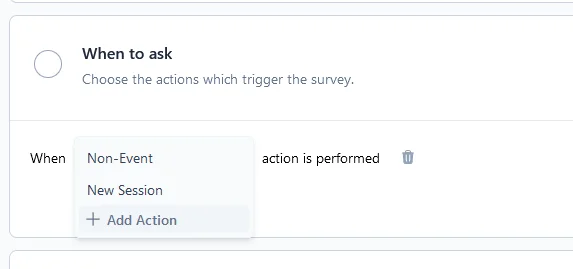 When to ask
Choose the actions which trigger the survey.
When
Non-Event
New Session
Add Action
action is performed